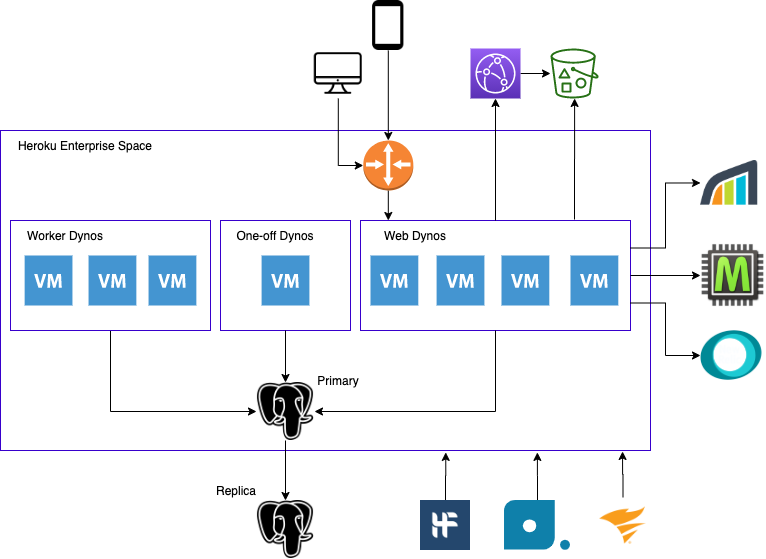 Heroku Enterprise Space
Worker Dynos
One-off Dynos
Web Dynos
VM VM VM
VM
VM VM VM VM
M
Primary
Replica
HF